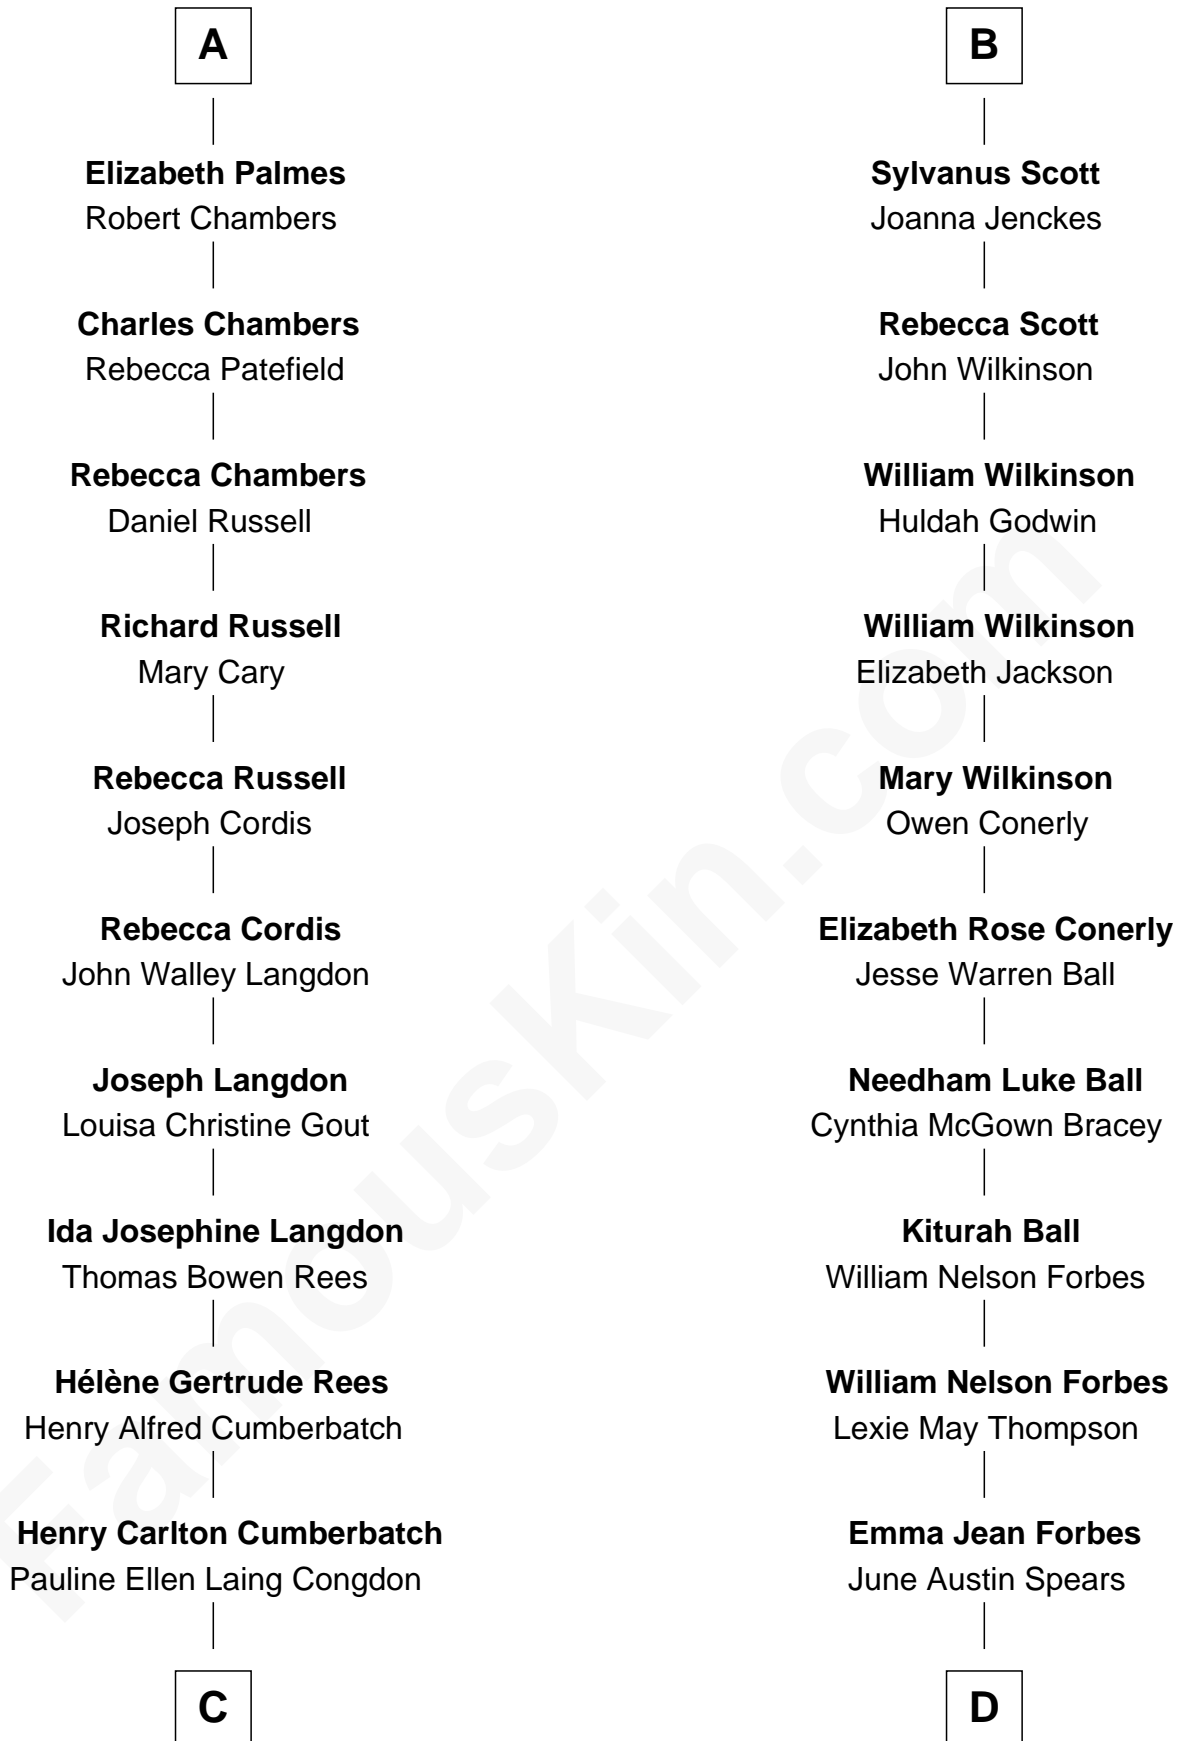 A
Elizabeth Palmes
Robert Chambers
Charles Chambers
Rebecca Patefield
Rebecca Chambers
Daniel Russell
Richard Russell
Mary Cary
Rebecca Russell
Joseph Cordis
Rebecca Cordis
John Walley Langdon
Joseph Langdon
Louisa Christine Gout
Ida Josephine Langdon
Thomas Bowen Rees
Hélène Gertrude Rees
Henry Alfred Cumberbatch
Henry Carlton Cumberbatch
Pauline Ellen Laing Congdon
C
B
Sylvanus Scott
Joanna Jenckes
Rebecca Scott
John Wilkinson
William Wilkinson
Huldah Godwin
William Wilkinson
Elizabeth Jackson
Mary Wilkinson
Owen Conerly
Elizabeth Rose Conerly
Jesse Warren Ball
Needham Luke Ball
Cynthia McGown Bracey
Kiturah Ball
William Nelson Forbes
William Nelson Forbes
Lexie May Thompson
Emma Jean Forbes
June Austin Spears
D
FamousKin.com